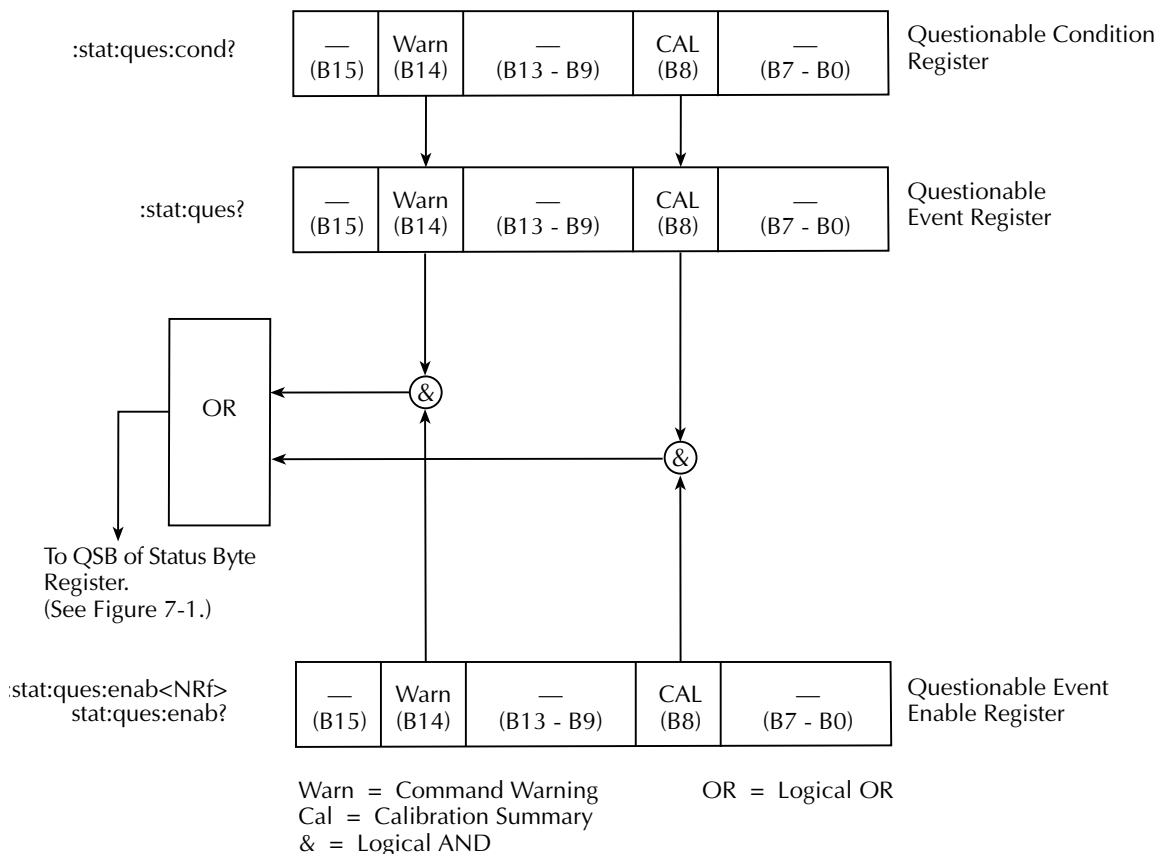 :stat:ques:cond?
— Warn — CAL —
(B15) (B14) (B13 - B9) (B8) (B7 - B0)
Questionable Condition
Register
:stat:ques?
— Warn — CAL —
(B15) (B14) (B13 - B9) (B8) (B7 - B0)
Questionable
Event Register
&
OR
&
To QSB of Status Byte
Register.
(See Figure 7-1.)
:stat:ques:enab<NRf>
stat:ques:enab?
— Warn — CAL —
(B15) (B14) (B13 - B9) (B8) (B7 - B0)
Questionable Event
Enable Register
Warn = Command Warning
Cal = Calibration Summary
& = Logical AND
OR = Logical OR